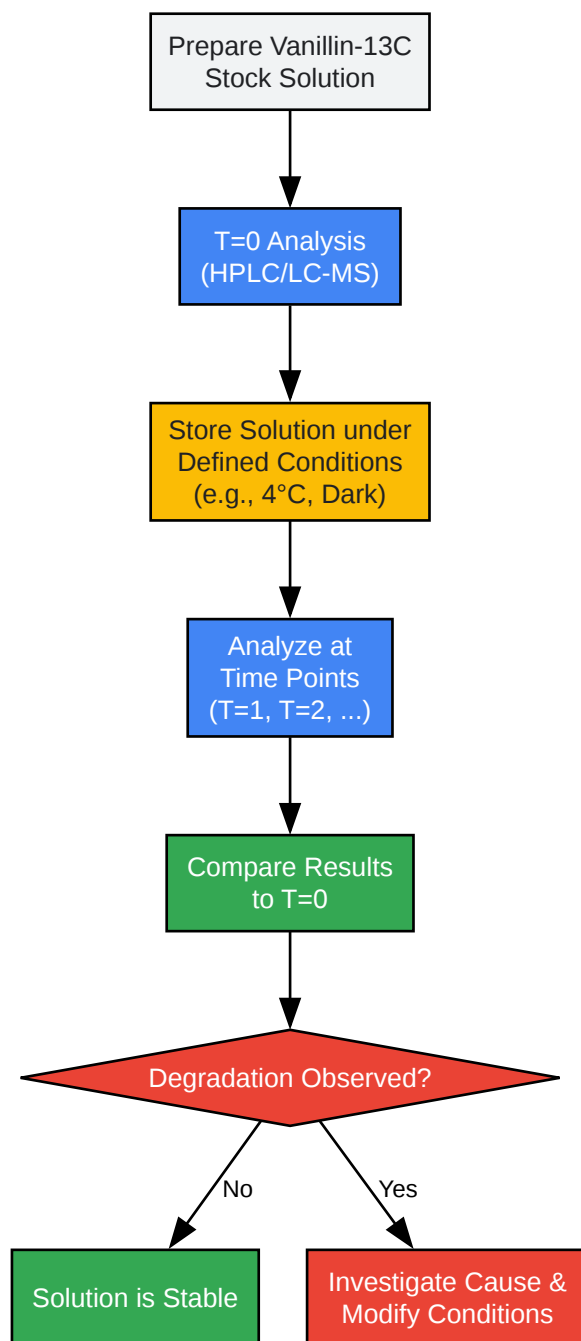 Prepare Vanillin-13C
Stock Solution
T=0 Analysis
(HPLC/LC-MS)
Store Solution under
Defined Conditions
(e.g., 4°C, Dark)
Analyze at
Time Points
(T=1, T=2, ...)
Compare Results
to T=0
Degradation Observed?
No
Yes
Solution is Stable
Investigate Cause &
Modify Conditions